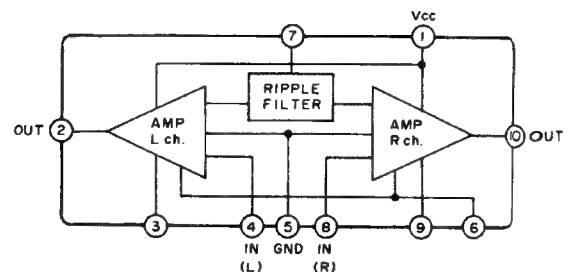 Vcc
7
1
RIPPLE
FILTER
OUT 2
AMP
L ch.
AMP
R ch.
10 OUT
3
4
5
8
9
6
IN
(L)
GND
IN
(R)